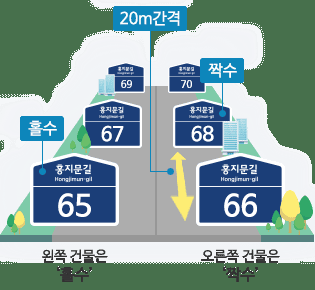 20m간격
홍지문길
Hongjimun-gil
69
홍지문길
Hongjimun-gil
70
짝수
홀수
홍지문길
Hongjimun-gil
67
홍지문길
Hongjimun-gil
68
홍지문길
Hongjimun-gil
65
홍지문길
Hongjimun-gil
66
왼쪽 건물은
‘홀수’
오른쪽 건물은
‘짝수’